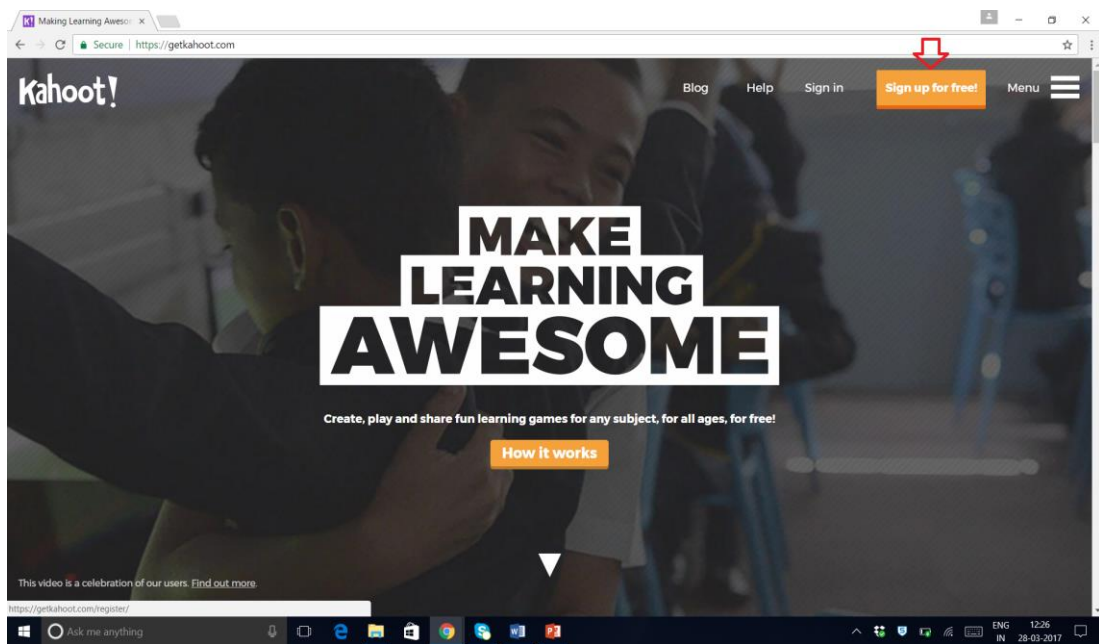 Making Learning Aweso
Secure | https://getkahoot.com
Kahoot!
Blog Help Sign in Sign up for free! Menu
MAKE
LEARNING
AWESOME
Create, play and share fun learning games for any subject, for all ages, for free!
How it works
This video is a celebration of our users. Find out more.
https://getkahoot.com/register/
Ask me anything
ENG 12:26
IN 28-03-2017